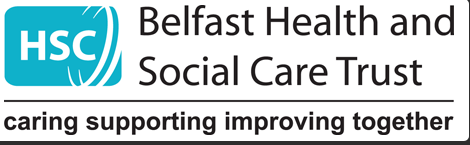 HSC
Belfast Health and
Social Care Trust
caring supporting improving together